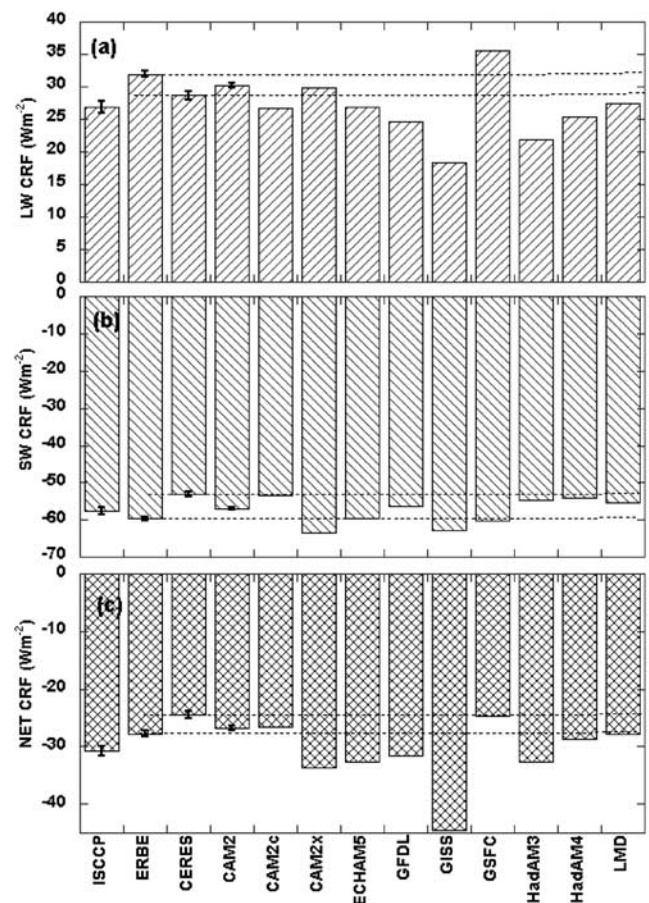 (a)
LW CRF (Wm-2)
40
35
30
25
20
15
10
5
0
(b)
SW CRF (Wm-2)
0
-10
-20
-30
-40
-50
-60
-70
(c)
NET CRF (Wm-2)
0
-10
-20
-30
-40
ISCCP
ERBE
CERES
CAM2
CAM2c
CAM2X
ECHAM5
GFDL
GISS
GSFC
HadAM3
HadAM4
LMD